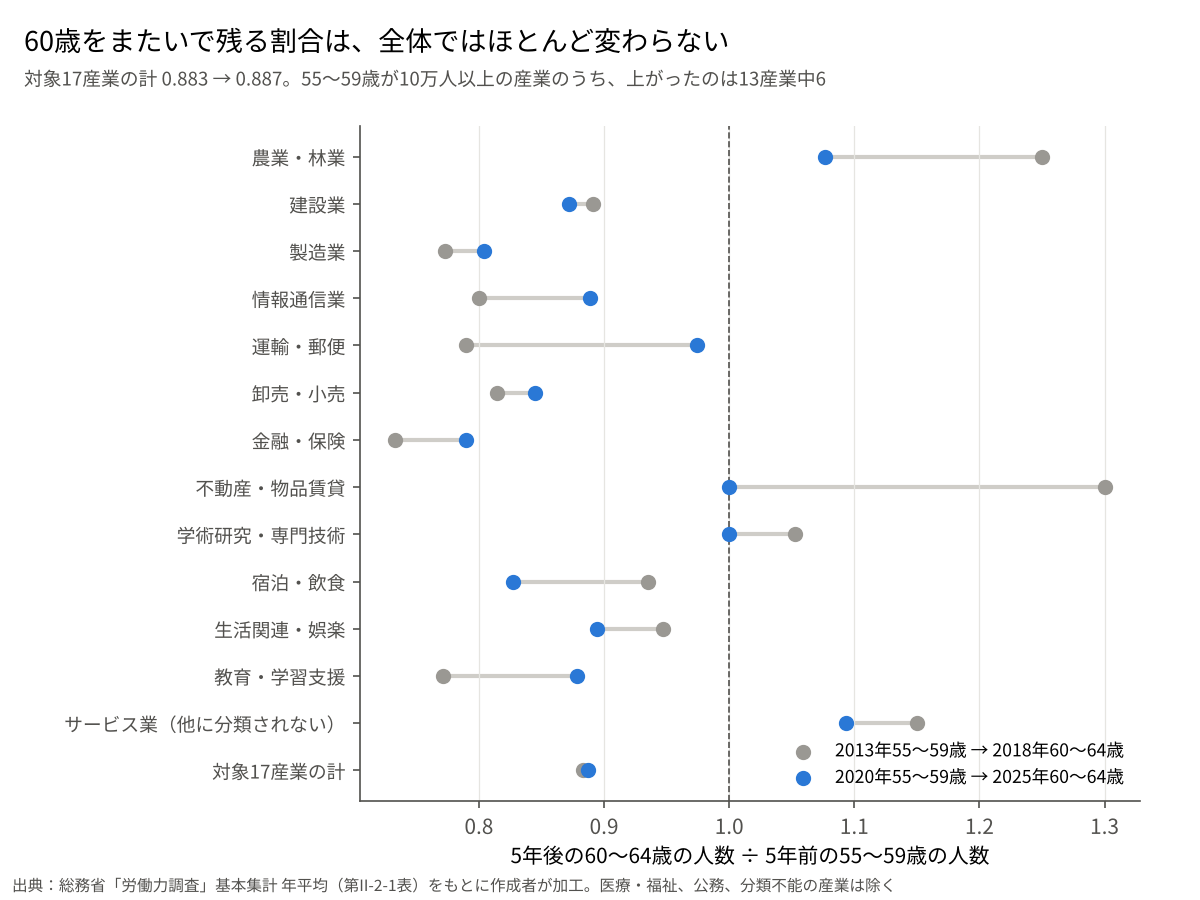 60歳をまたいで残る割合は、全体ではほとんど変わらない
対象17産業の計 0.883 → 0.887。55〜59歳が10万人以上の産業のうち、上がったのは13産業中6
農業・林業
建設業
製造業
情報通信業
運輸・郵便
卸売・小売
金融・保険
不動産・物品賃貸
学術研究・専門技術
宿泊・飲食
生活関連・娯楽
教育・学習支援
サービス業（他に分類されない）
対象17産業の計
2013年55〜59歳 → 2018年60〜64歳
2020年55〜59歳 → 2025年60〜64歳
0.8 0.9 1.0 1.1 1.2 1.3
5年後の60〜64歳の人数 ÷ 5年前の55〜59歳の人数
出典：総務省「労働力調査」基本集計 年平均（第II-2-1表）をもとに作成者が加工。医療・福祉、公務、分類不能の産業は除く